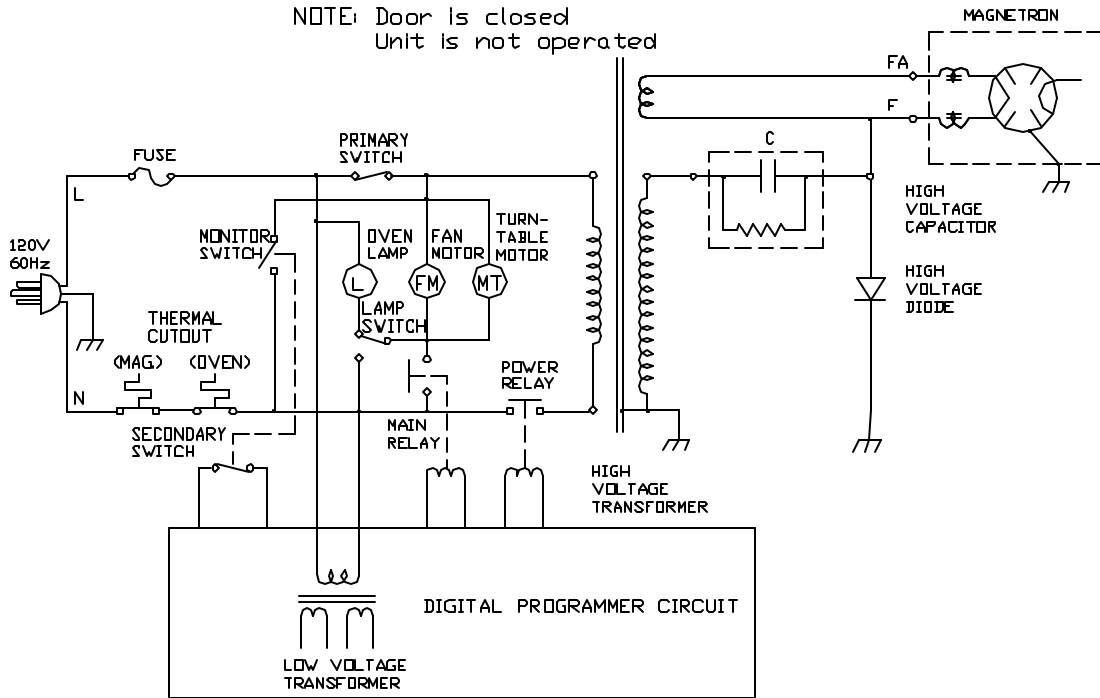 NOTE: Door is closed
Unit is not operated
MAGNETRON
FA
F
C
PRIMARY
SWITCH
FUSE
L
HIGH
VOLTAGE
CAPACITOR
120V
60Hz
MONITOR
SWITCH
OVEN
LAMP
FAN
MOTOR
TURN-
TABLE
MOTOR
L
FM
MT
HIGH
VOLTAGE
DIODE
THERMAL
CUTOUT
(MAG.)
(OVEN)
LAMP
SWITCH
POWER
RELAY
N
SECONDARY
SWITCH
MAIN
RELAY
HIGH
VOLTAGE
TRANSFORMER
DIGITAL PROGRAMMER CIRCUIT
LOW VOLTAGE
TRANSFORMER